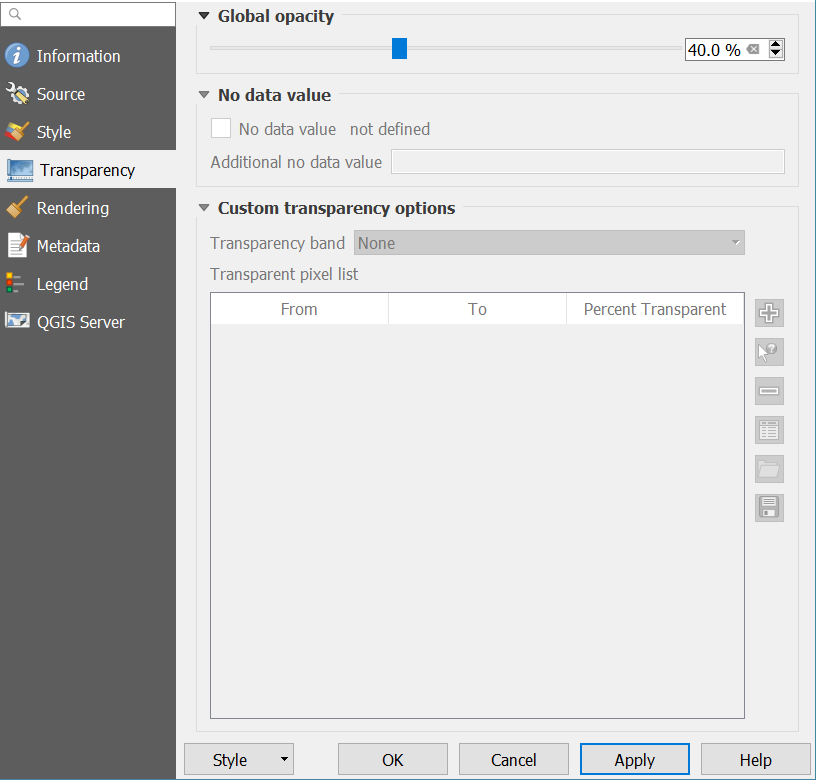 Information
Source
Style
Transparency
Rendering
Metadata
Legend
QGIS Server
Global opacity
40.0 %
No data value
No data value not defined
Additional no data value
Custom transparency options
Transparency band None
Transparent pixel list
From To Percent Transparent
Style OK Cancel Apply Help